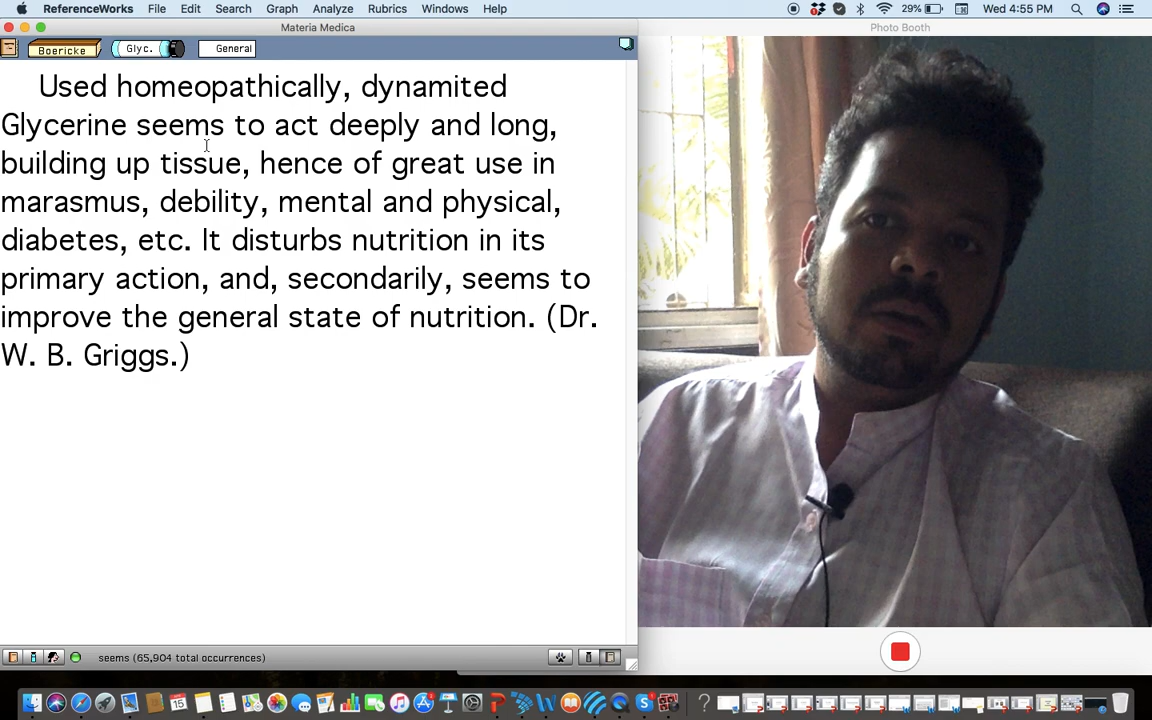 ReferenceWorks File Edit Search Graph Analyze Rubrics Windows Help 29% Wed 4:55 PM
Materia Medica
Photo Booth
Boericke Glyc. General
Used homeopathically, dynamited
Glycerine seems to act deeply and long,
building up tissue, hence of great use in
marasmus, debility, mental and physical,
diabetes, etc. It disturbs nutrition in its
primary action, and, secondarily, seems to
improve the general state of nutrition. (Dr.
W. B. Griggs.)
seems (65,904 total occurrences)
15